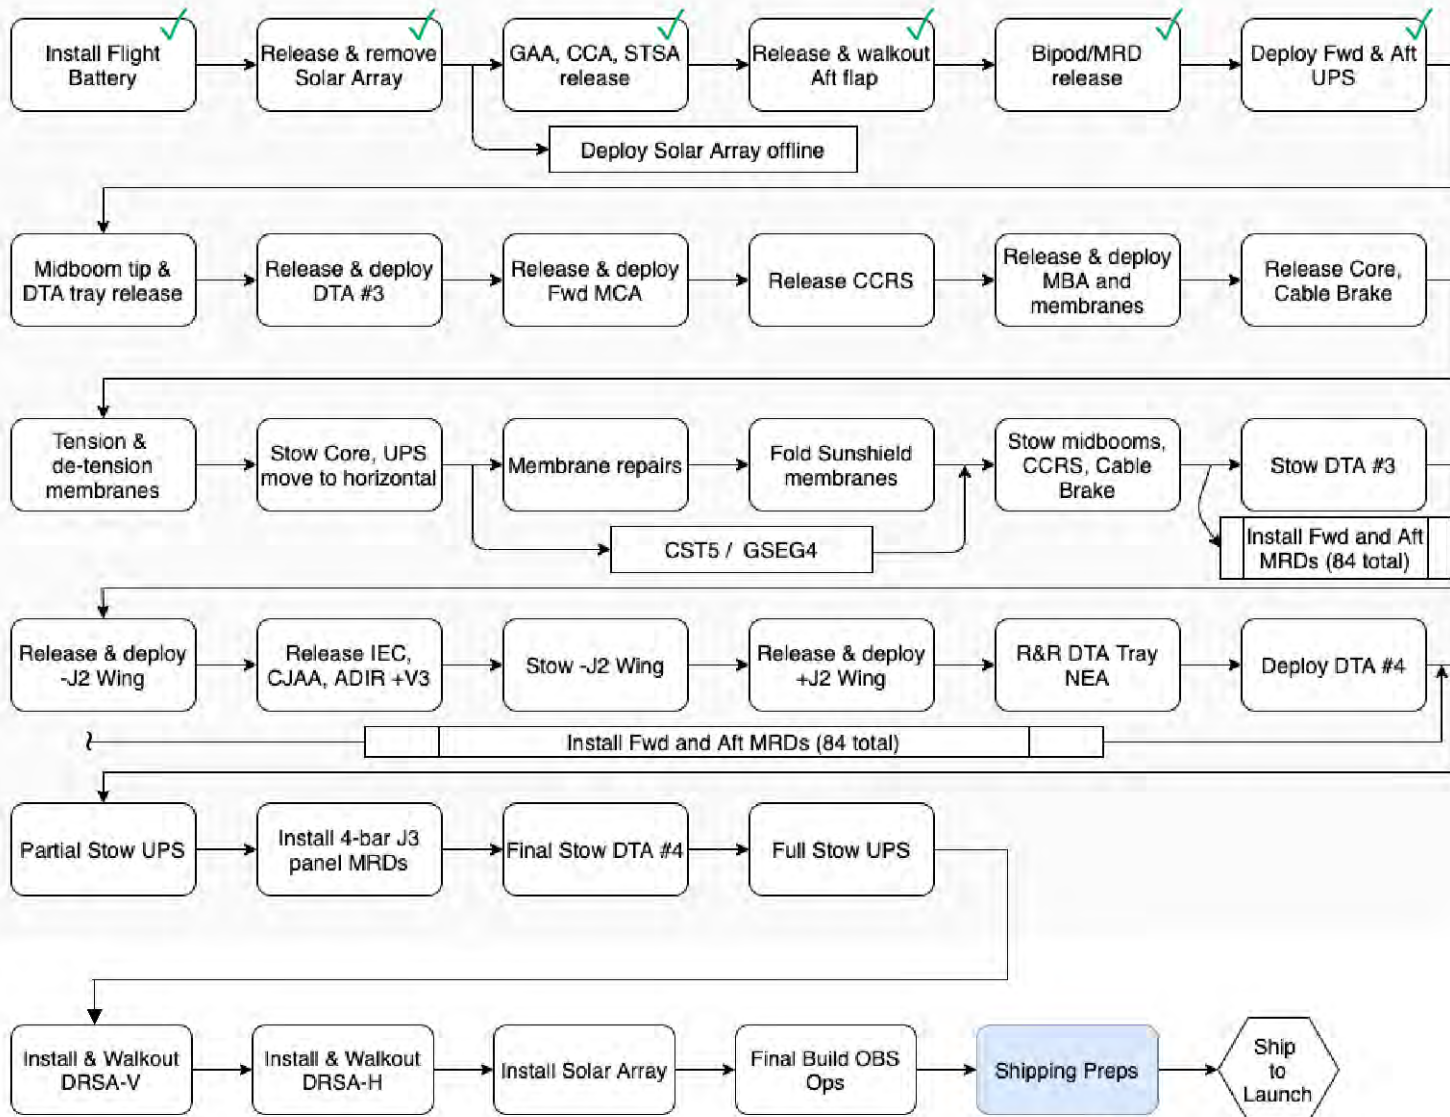 Install Flight
Battery
Release & remove
Solar Array
GAA, CCA, STSA
release
Release & walkout
Aft flap
Bipod/MRD
release
Deploy Fwd & Aft
UPS
Deploy Solar Array offline
Midboom tip &
DTA tray release
Release & deploy
DTA #3
Release & deploy
Fwd MCA
Release CCRS
Release & deploy
MBA and
membranes
Release Core,
Cable Brake
Tension &
de-tension
membranes
Stow Core, UPS
move to horizontal
Membrane repairs
Fold Sunshield
membranes
Stow midbooms,
CCRS, Cable
Brake
Stow DTA #3
CST5 / GSEG4
Install Fwd and Aft
MRDs (84 total)
Release & deploy
-J2 Wing
Release IEC,
CJAA, ADIR +V3
Stow -J2 Wing
Release & deploy
+J2 Wing
R&R DTA Tray
NEA
Deploy DTA #4
Install Fwd and Aft MRDs (84 total)
Partial Stow UPS
Install 4-bar J3
panel MRDs
Final Stow DTA #4
Full Stow UPS
Install & Walkout
DRSA-V
Install & Walkout
DRSA-H
Install Solar Array
Final Build OBS
Ops
Shipping Preps
Ship
to
Launch